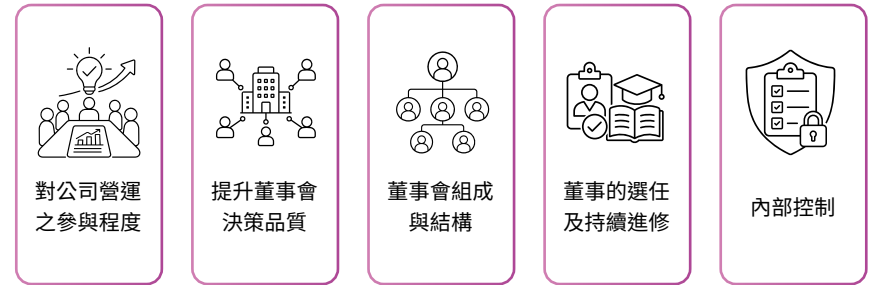 對公司營運
之參與程度
提升董事會
決策品質
董事會組成
與結構
董事的選任
及持續進修
內部控制